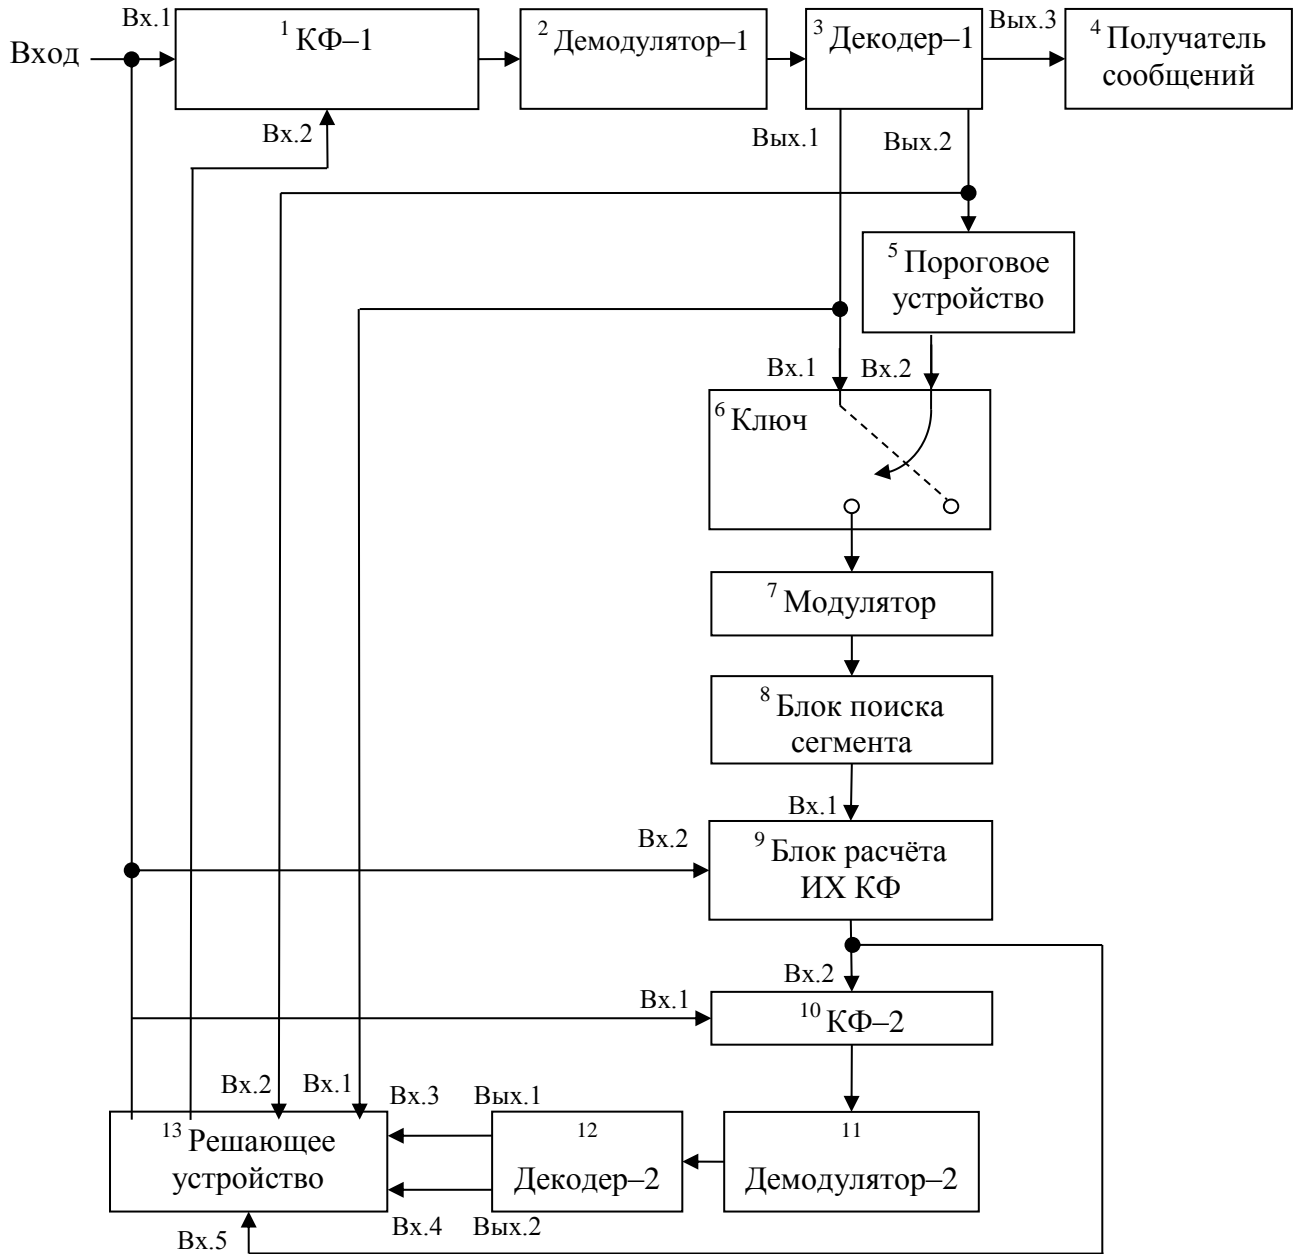 Вх.1
Вход
1 КФ–1
2 Демодулятор–1
3 Декодер–1
Вых.3
4 Получатель
сообщений
Вх.2
Вых.1
Вых.2
5 Пороговое
устройство
Вх.1
Вх.2
6 Ключ
7 Модулятор
8 Блок поиска
сегмента
Вх.1
Вх.2
9 Блок расчёта
ИХ КФ
Вх.2
Вх.1
10 КФ–2
Вх.2
Вх.1
Вх.3
Вых.1
13 Решающее
устройство
12
Декодер–2
11
Демодулятор–2
Вх.4
Вых.2
Вх.5